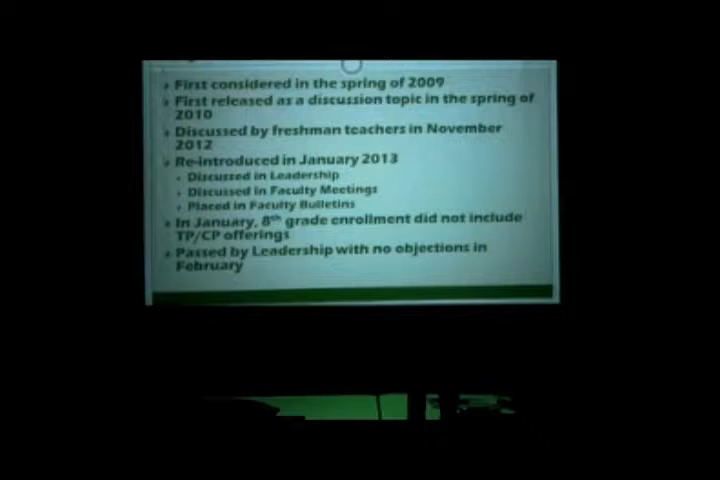 First considered in the spring of 2009
First released as a discussion topic in the spring of
2010
Discussed by freshman teachers in November
2012
Re-introduced in January 2013
Discussed in Leadership
Discussed in Faculty Meetings
Placed in Faculty Bulletins
In January, 8th grade enrollment did not include
TP/CP offerings
Passed by Leadership with no objections in
February